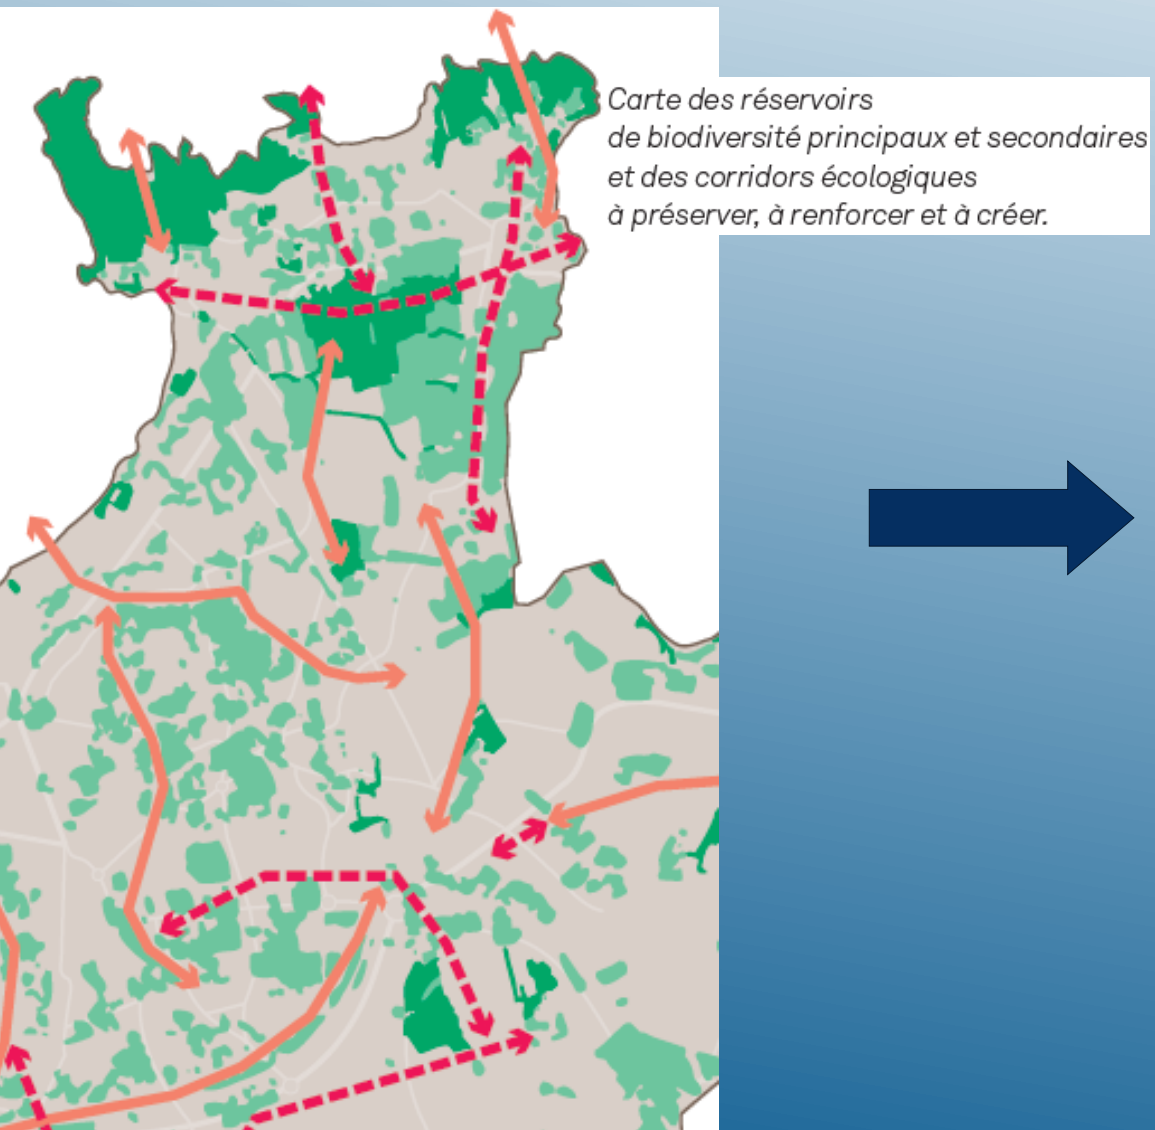 Carte des réservoirs
de biodiversité principaux et secondaires
et des corridors écologiques
à préserver, à renforcer et à créer.